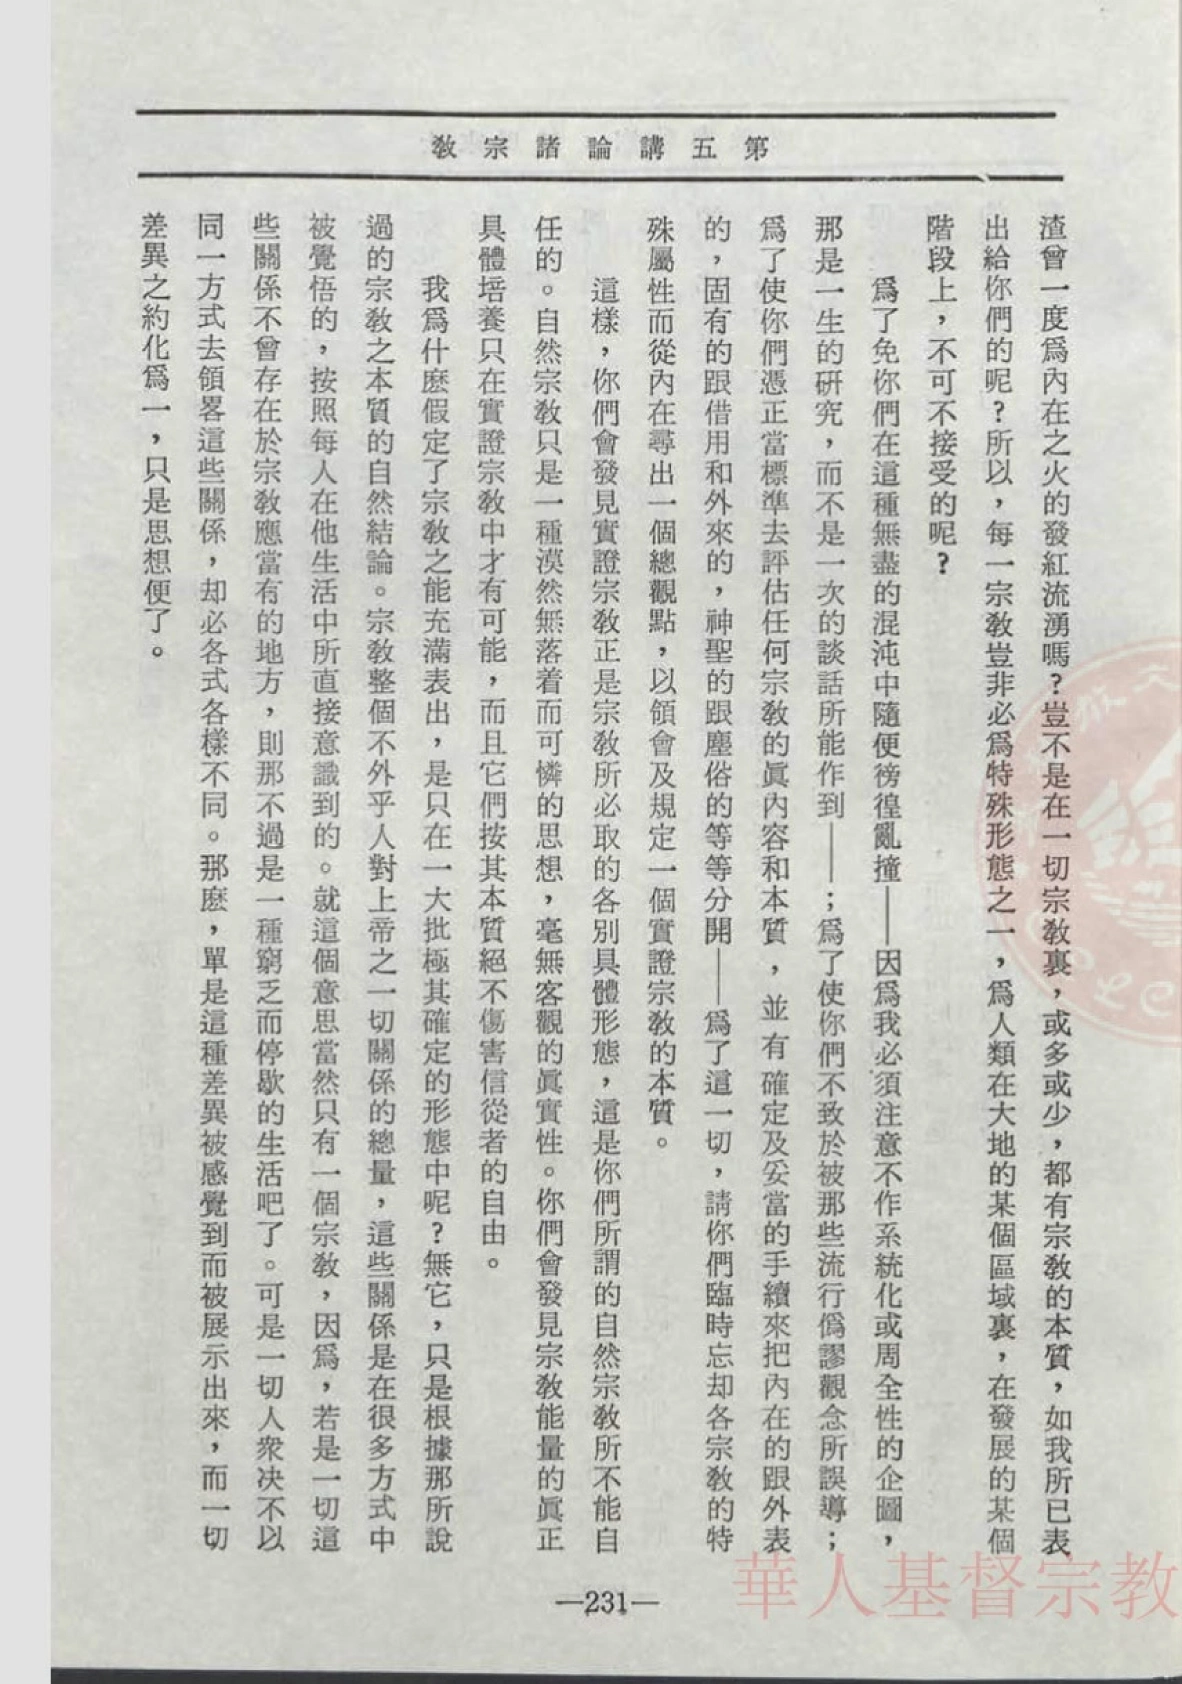 第五講論諸宗教
渣曾一度爲內在之火的發紅流湧嗎？豈不是在一切宗教裏，或多或少，都有宗教的本質，如我所已表
出給你們的呢？所以，每一宗教豈非必爲特殊形態之一，爲人類在大地的某個區域裏，在發展的某個
階段上，不可不接受的呢？
爲了免你們在這種無盡的混沌中隨便徬徨亂撞——因爲我必須注意不作系統化或周全性的企圖，
那是一生的硏究，而不是一次的談話所能作到——；爲了使你們不致於被那些流行僞謬觀念所誤導；
爲了使你們憑正當標準去評估任何宗教的眞內容和本質，並有確定及妥當的手續來把內在的跟外表
的，固有的跟借用和外來的，神聖的跟塵俗的等等分開——爲了這一切，請你們臨時忘却各宗教的特
殊屬性而從內在尋出一個總觀點，以領會及規定一個實證宗教的本質。
這樣，你們會發見實證宗教正是宗教所必取的各別具體形態，這是你們所謂的自然宗教所不能自
任的。自然宗教只是一種漠然無落着而可憐的思想，毫無客觀的眞實性。你們會發見宗教能量的眞正
具體培養只在實證宗教中才有可能，而且它們按其本質絕不傷害信從者的自由。
我爲什麽假定了宗教之能充滿表出，是只在一大批極其確定的形態中呢？無它，只是根據那所說
過的宗教之本質的自然結論。宗教整個不外乎人對上帝之一切關係的總量，這些關係是在很多方式中
被覺悟的，按照每人在他生活中所直接意識到的。就這個意思當然只有一個宗教，因爲，若是一切這
些關係不曾存在於宗教應當有的地方，則那不過是一種窮乏而停歇的生活吧了。可是一切人衆決不以
同一方式去領畧這些關係，却必各式各樣不同。那麽，單是這種差異被感覺到而被展示出來，而一切
差異之約化爲一，只是思想便了。
—231—
華人基督宗教